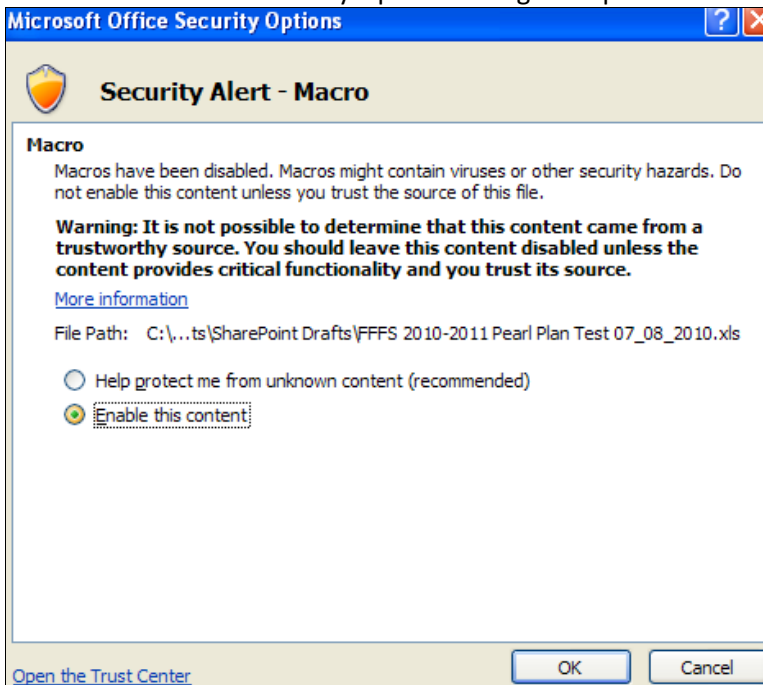 Microsoft Office Security Options
Security Alert - Macro
Macro
Macros have been disabled. Macros might contain viruses or other security hazards. Do
not enable this content unless you trust the source of this file.
Warning: It is not possible to determine that this content came from a
trustworthy source. You should leave this content disabled unless the
content provides critical functionality and you trust its source.
More information
File Path: C:\...ts\SharePoint Drafts\FFFS 2010-2011 Pearl Plan Test 07_08_2010.xls
Help protect me from unknown content (recommended)
Enable this content
OK Cancel
Open the Trust Center